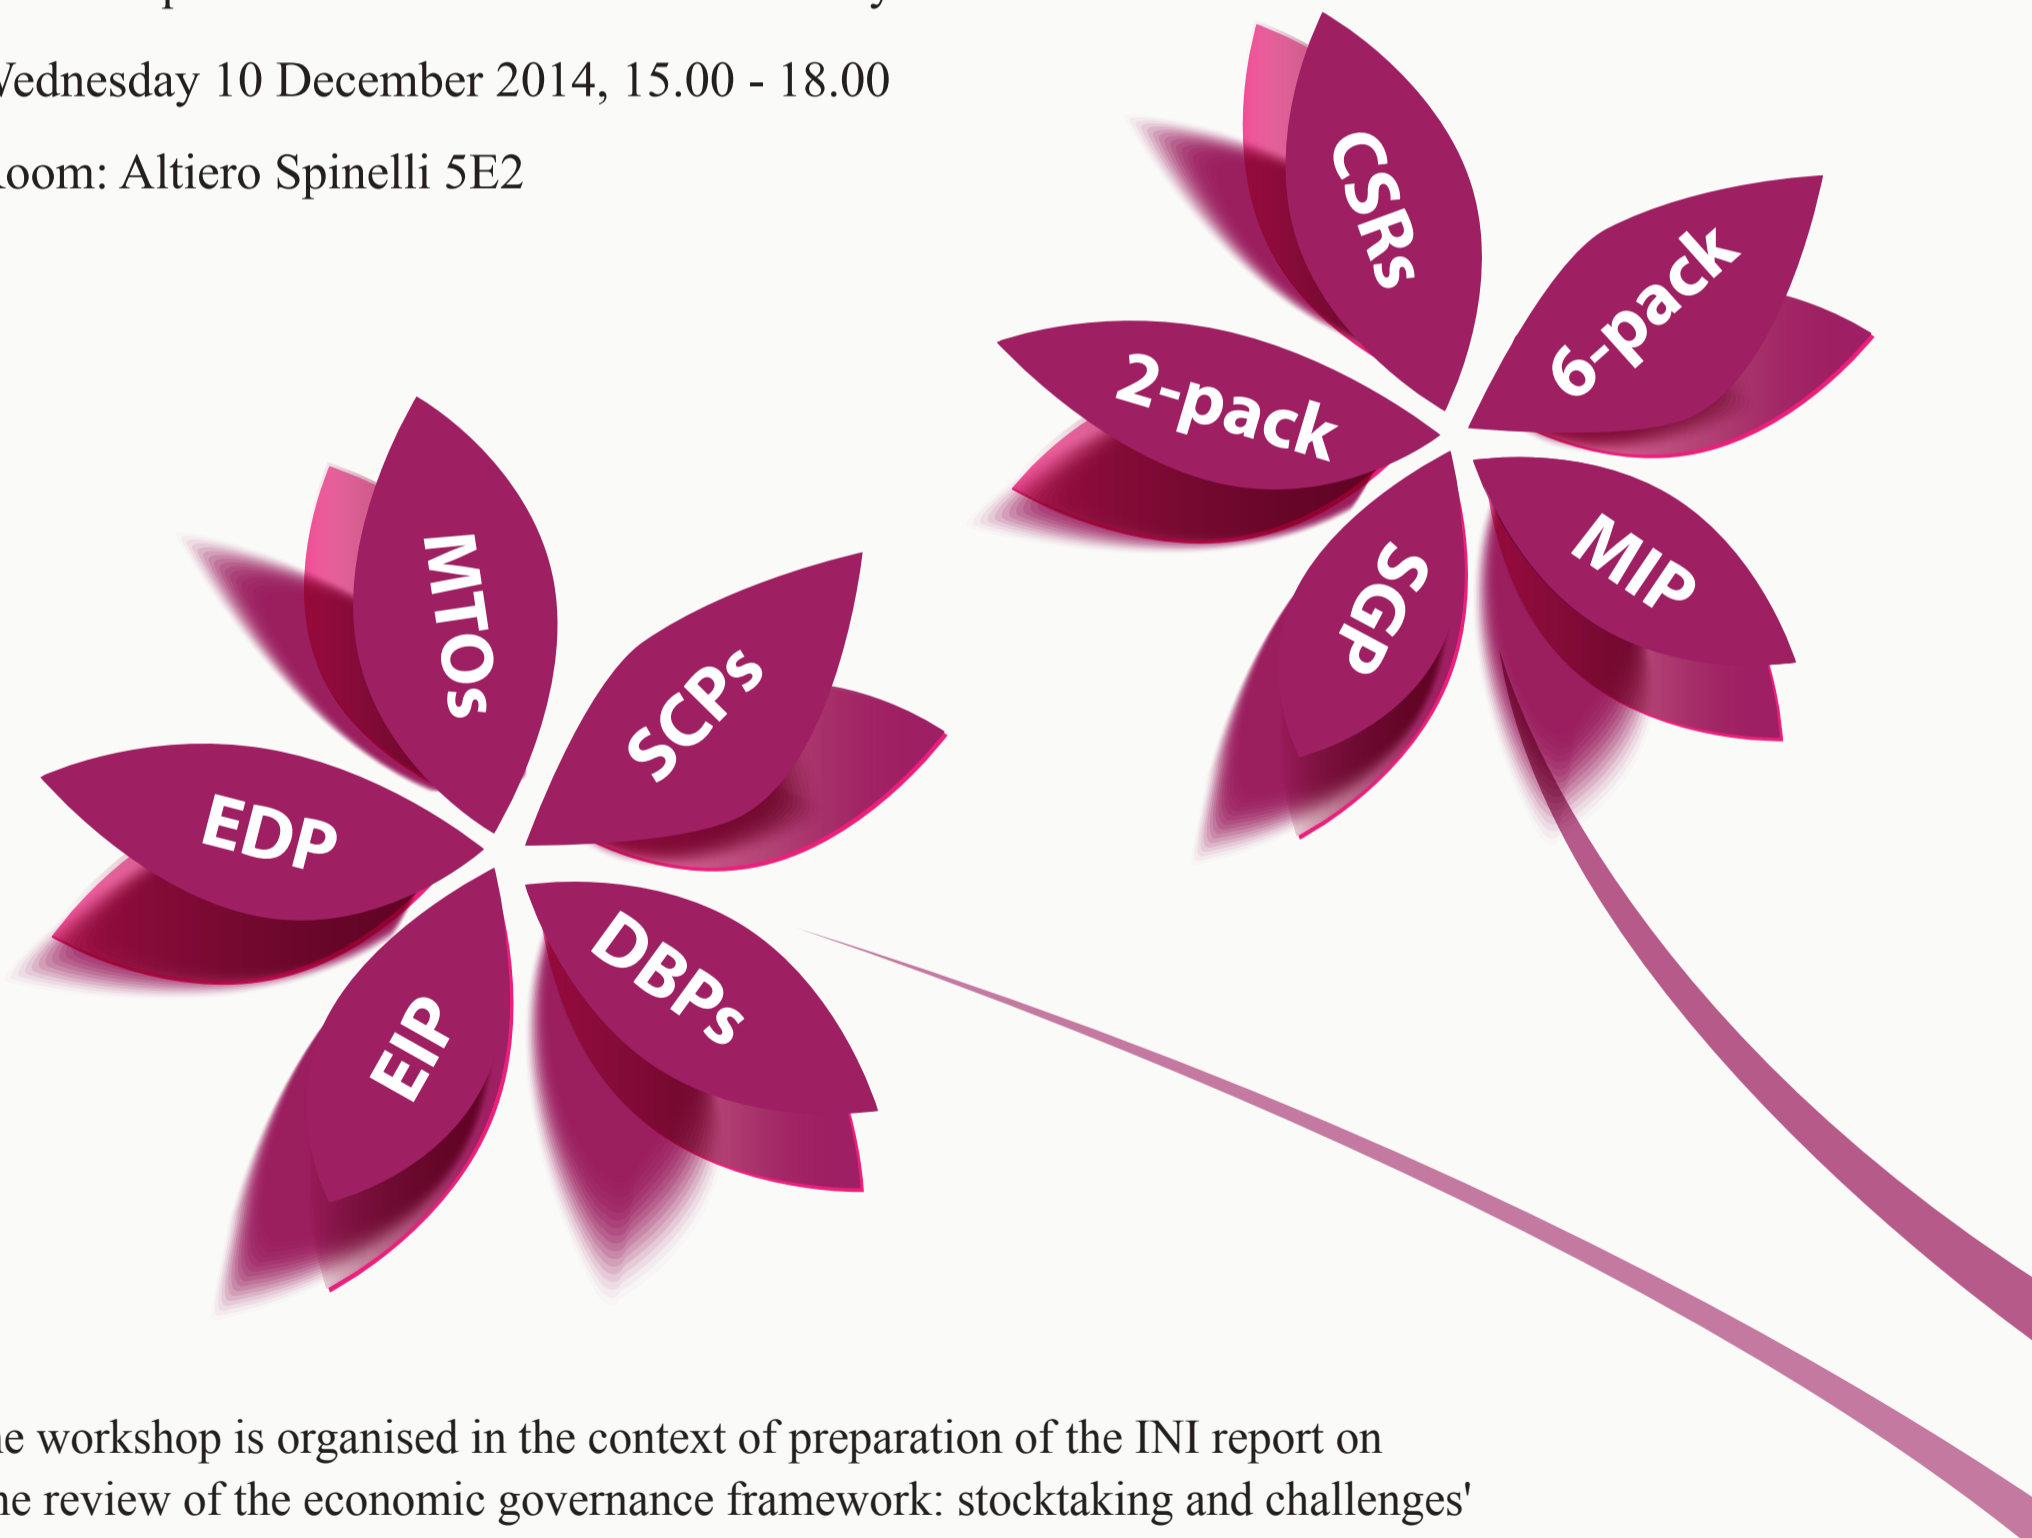 Wednesday 10 December 2014, 15.00 - 18.00
Room: Altiero Spinelli 5E2
CSRs
6-pack
2-pack
MIP
SGP
MTOs
SCPs
EDP
DBPs
EIP
he workshop is organised in the context of preparation of the INI report on
he review of the economic governance framework: stocktaking and challenges'